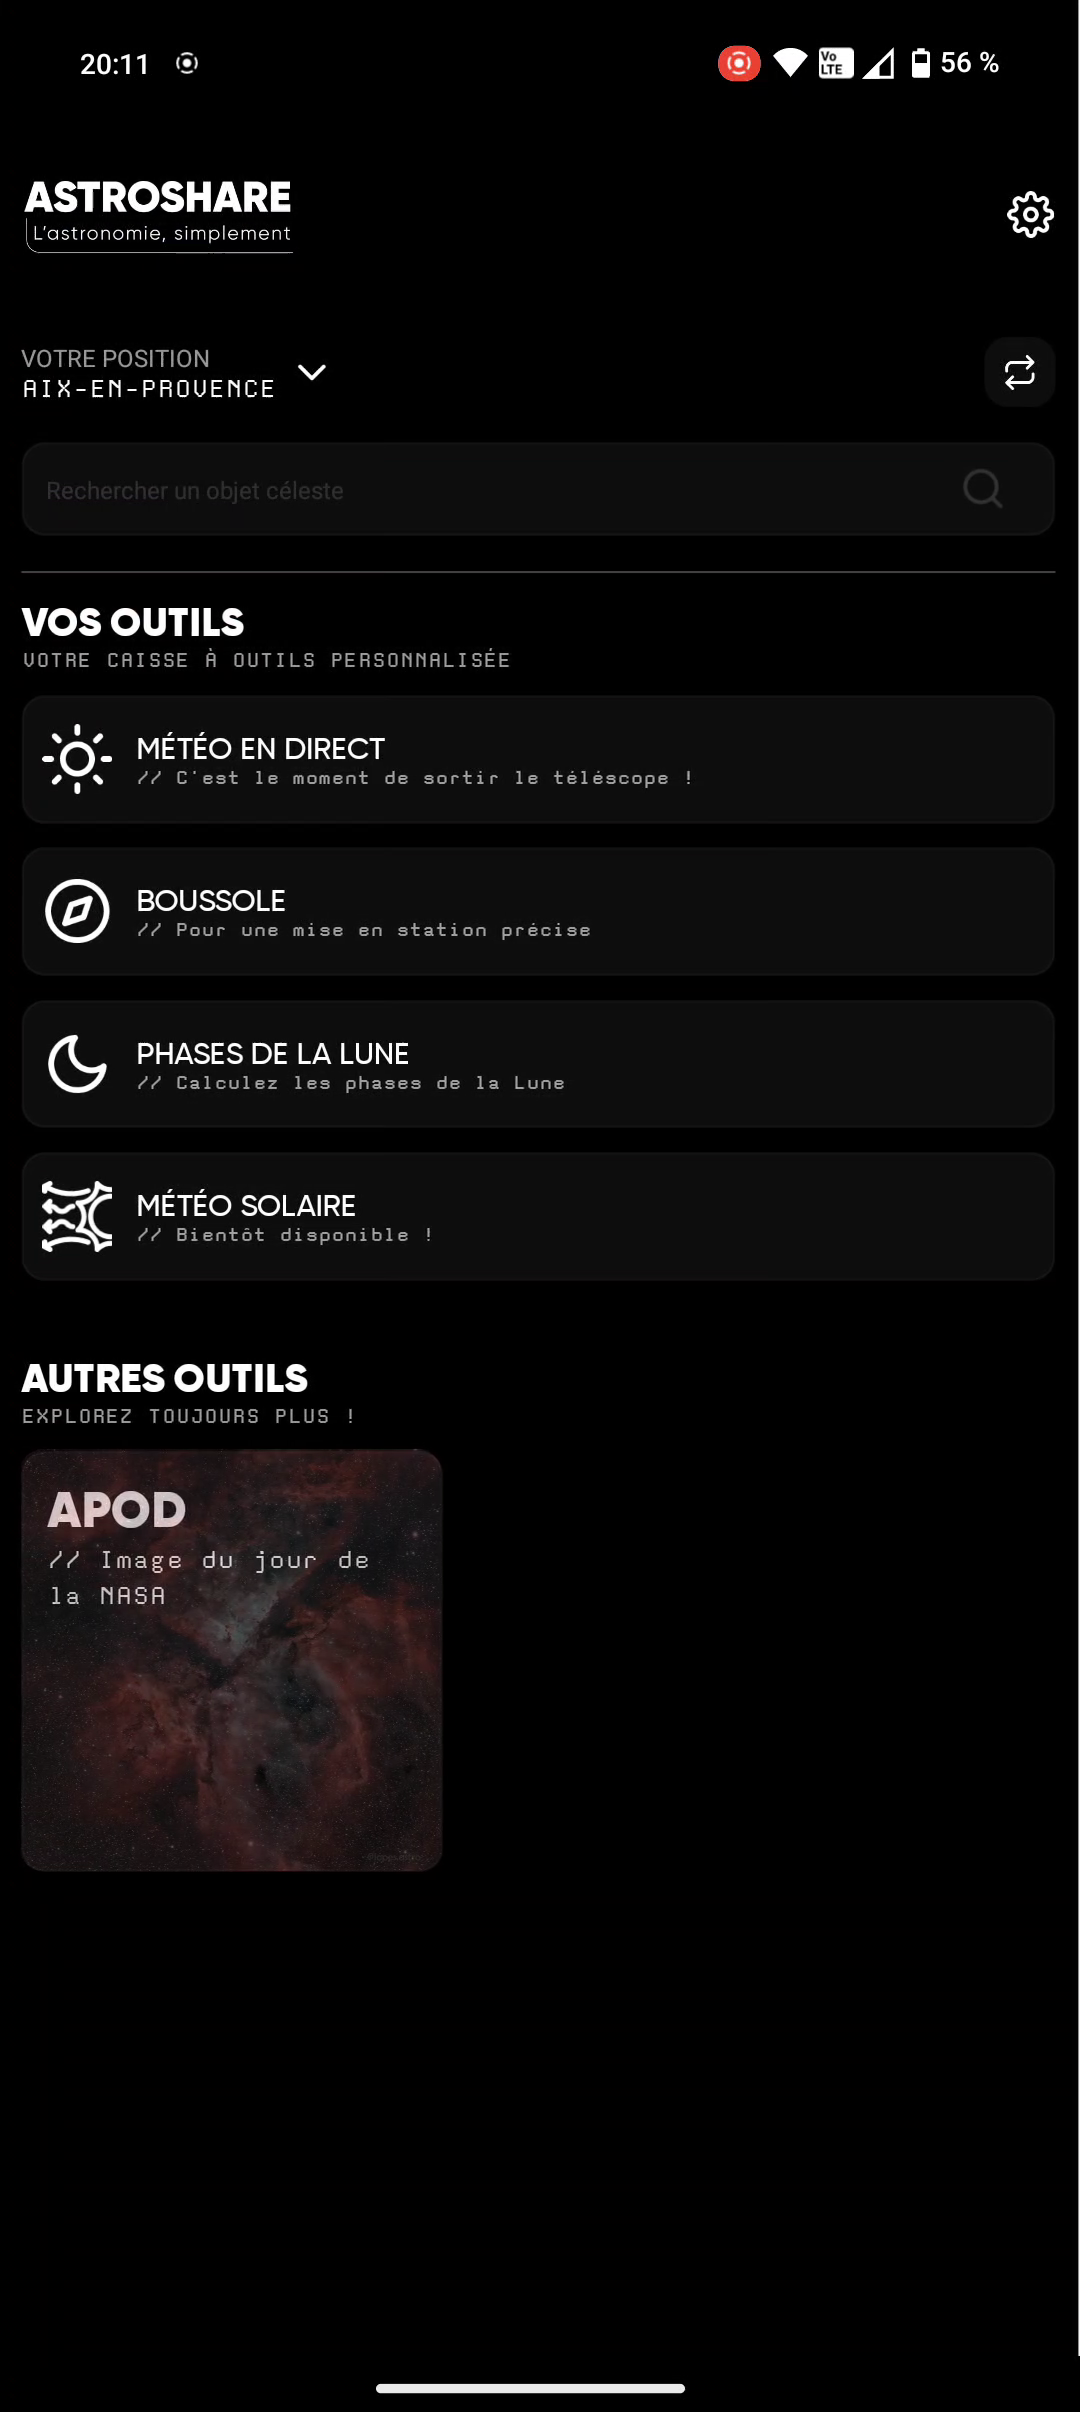 20:11
Vo LTE
56 %
ASTROSHARE
L'astronomie, simplement
VOTRE POSITION
AIX-EN-PROVENCE
Rechercher un objet céleste
VOS OUTILS
VOTRE CAISSE À OUTILS PERSONNALISÉE
MÉTÉO EN DIRECT
// C'est le moment de sortir le téléscope !
BOUSSOLE
// Pour une mise en station précise
PHASES DE LA LUNE
// Calculez les phases de la Lune
MÉTÉO SOLAIRE
// Bientôt disponible !
AUTRES OUTILS
EXPLOREZ TOUJOURS PLUS !
APOD
// Image du jour de
la NASA